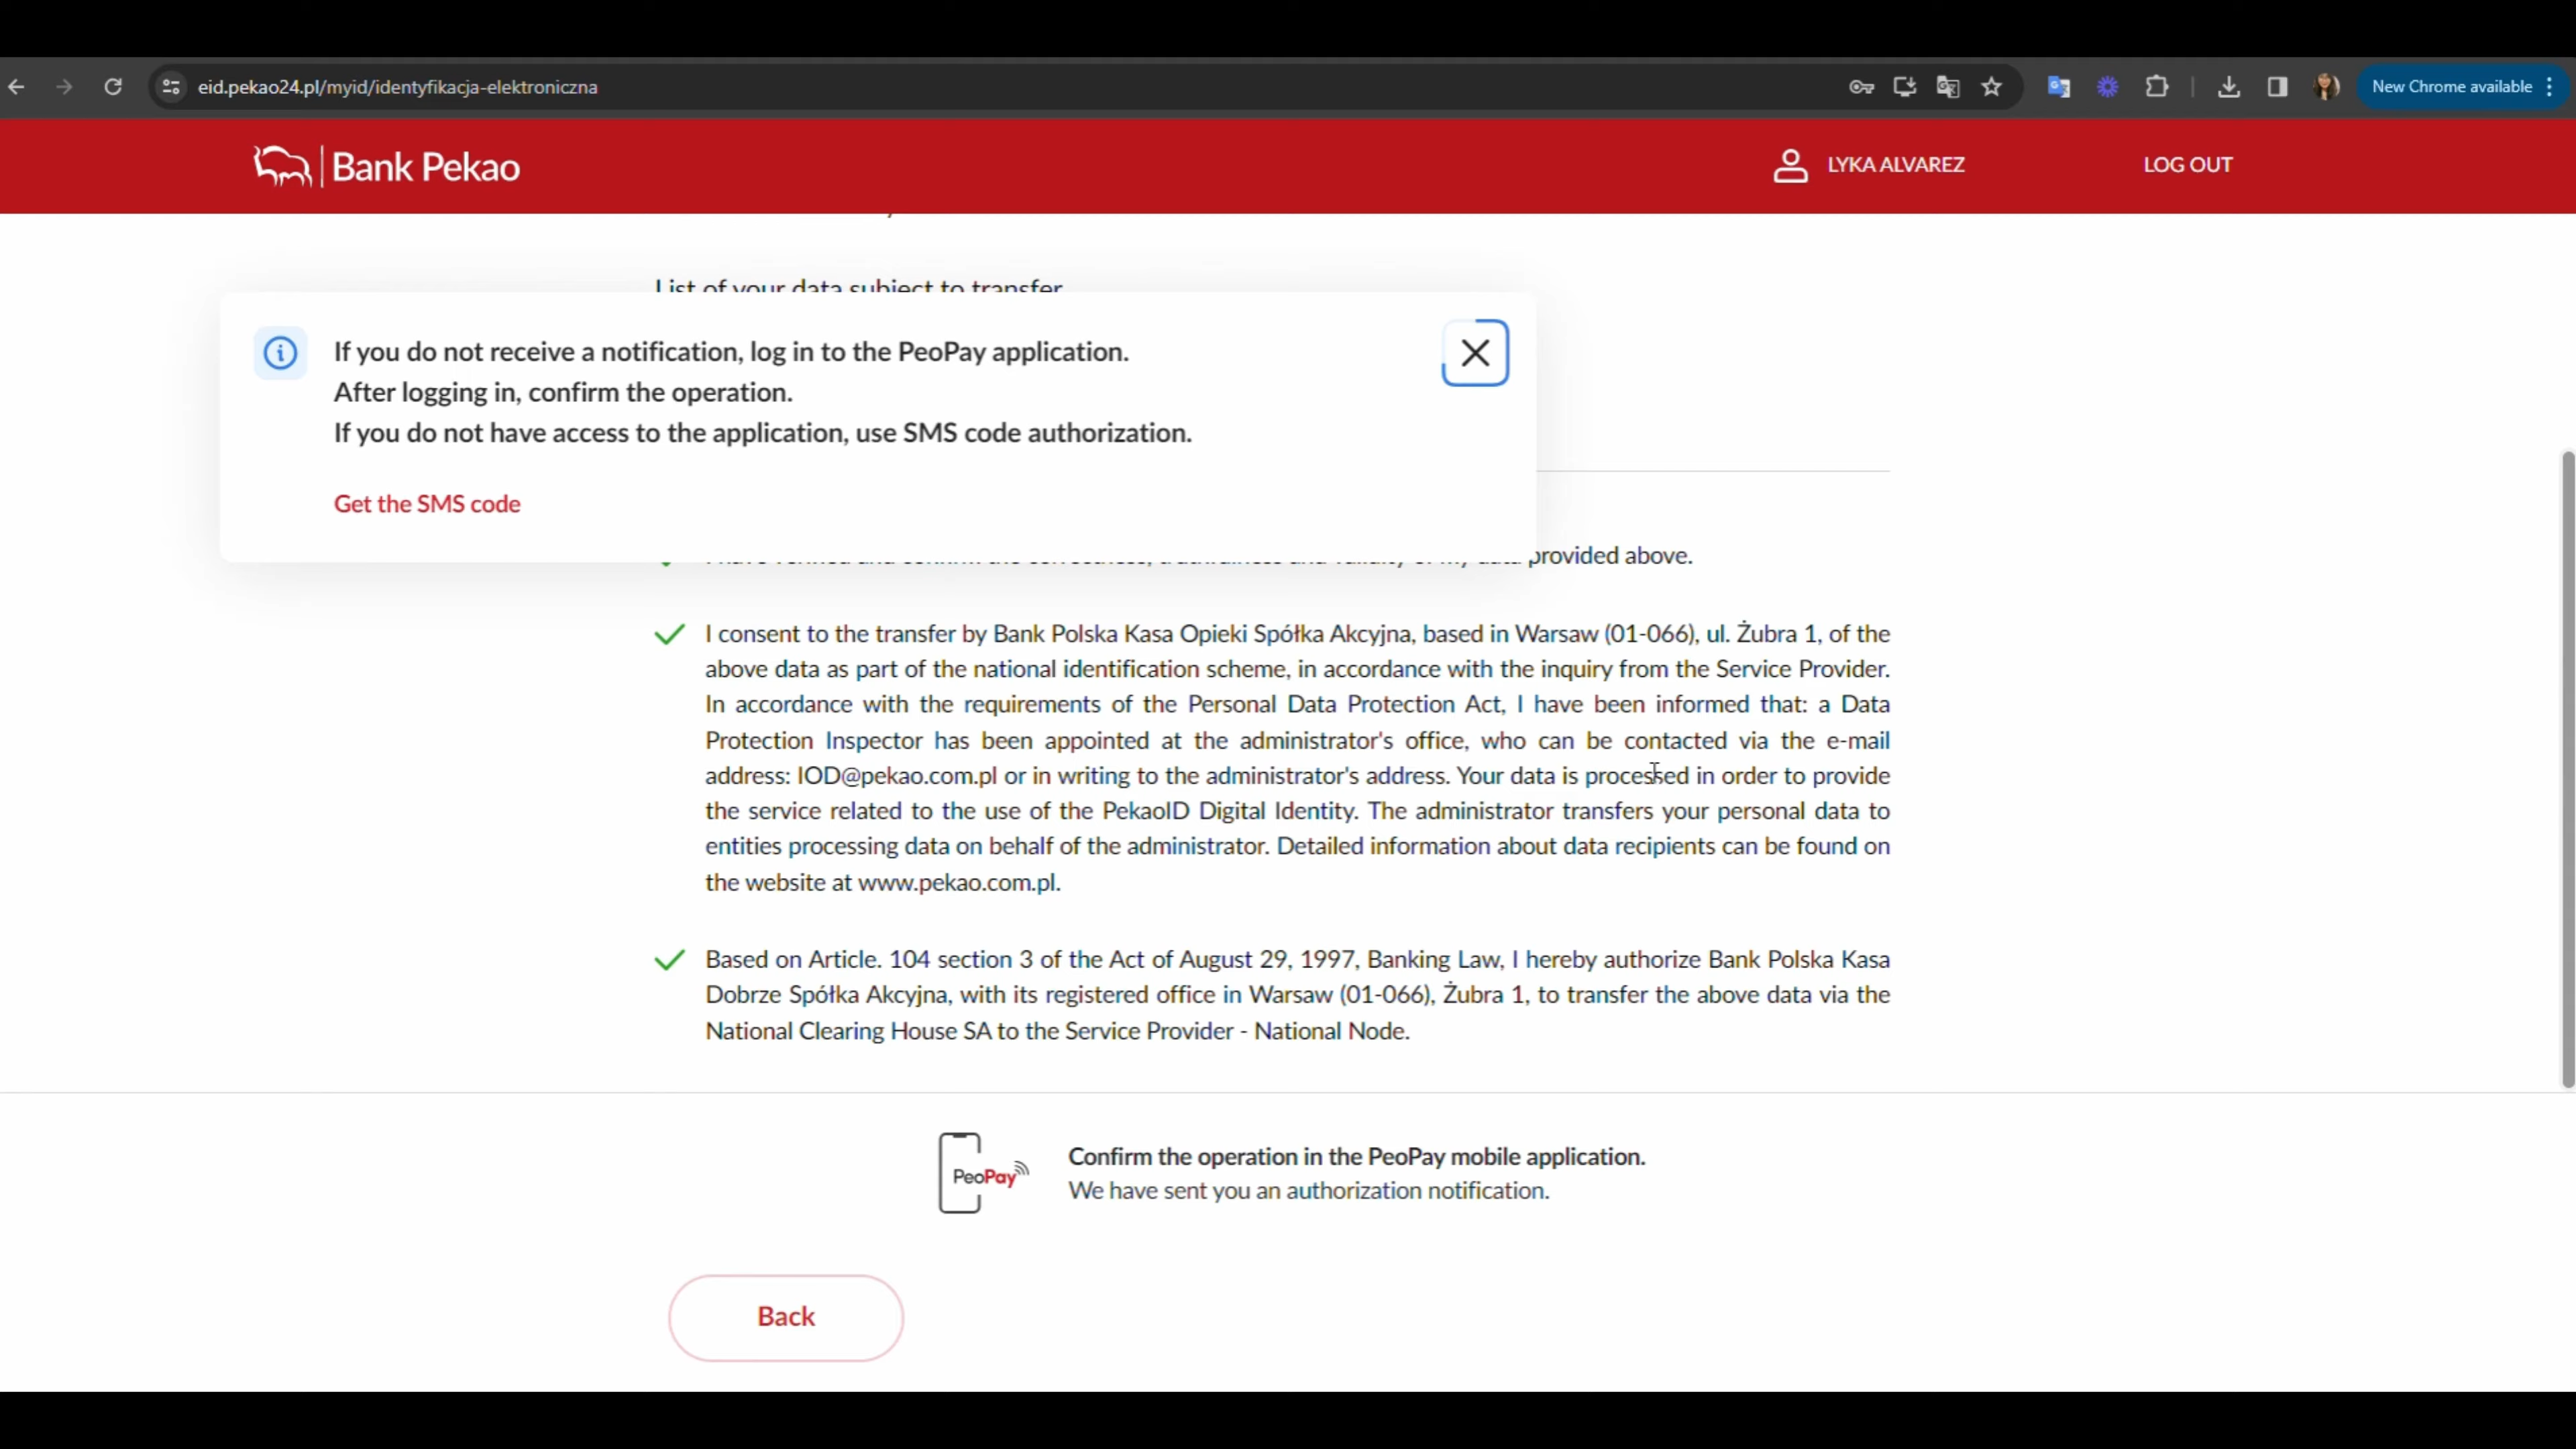 eid.pekao24.pl/myid/identyfikacja-elektroniczna
New Chrome available
Bank Pekao
LYKA ALVAREZ
LOG OUT
List of your data subject to transfer
If you do not receive a notification, log in to the PeoPay application.
After logging in, confirm the operation.
If you do not have access to the application, use SMS code authorization.
Get the SMS code
provided above.
I consent to the transfer by Bank Polska Kasa Opieki Spółka Akcyjna, based in Warsaw (01-066), ul. Żubra 1, of the
above data as part of the national identification scheme, in accordance with the inquiry from the Service Provider.
In accordance with the requirements of the Personal Data Protection Act, I have been informed that: a Data
Protection Inspector has been appointed at the administrator's office, who can be contacted via the e-mail
address: IOD@pekao.com.pl or in writing to the administrator's address. Your data is processed in order to provide
the service related to the use of the PekaoID Digital Identity. The administrator transfers your personal data to
entities processing data on behalf of the administrator. Detailed information about data recipients can be found on
the website at www.pekao.com.pl.
Based on Article. 104 section 3 of the Act of August 29, 1997, Banking Law, I hereby authorize Bank Polska Kasa
Dobrze Spółka Akcyjna, with its registered office in Warsaw (01-066), Żubra 1, to transfer the above data via the
National Clearing House SA to the Service Provider - National Node.
PeoPay
Confirm the operation in the PeoPay mobile application.
We have sent you an authorization notification.
Back